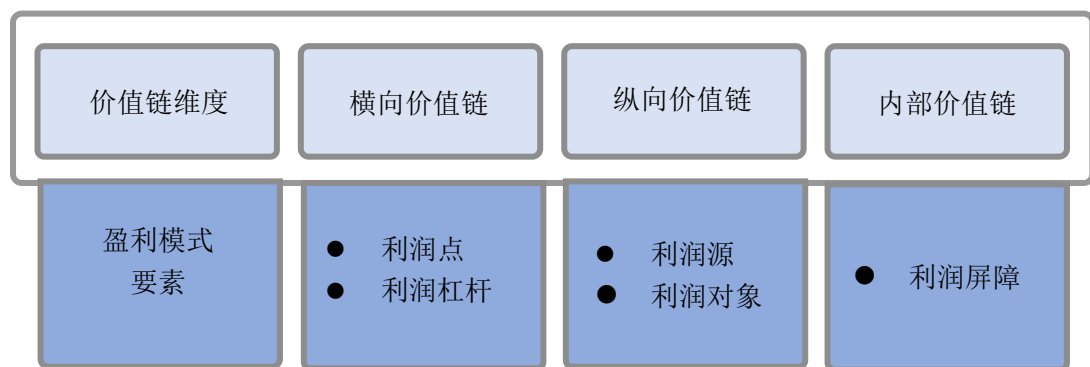 价值链维度
横向价值链
纵向价值链
内部价值链
盈利模式
要素
● 利润点
● 利润杠杆
● 利润源
● 利润对象
● 利润屏障